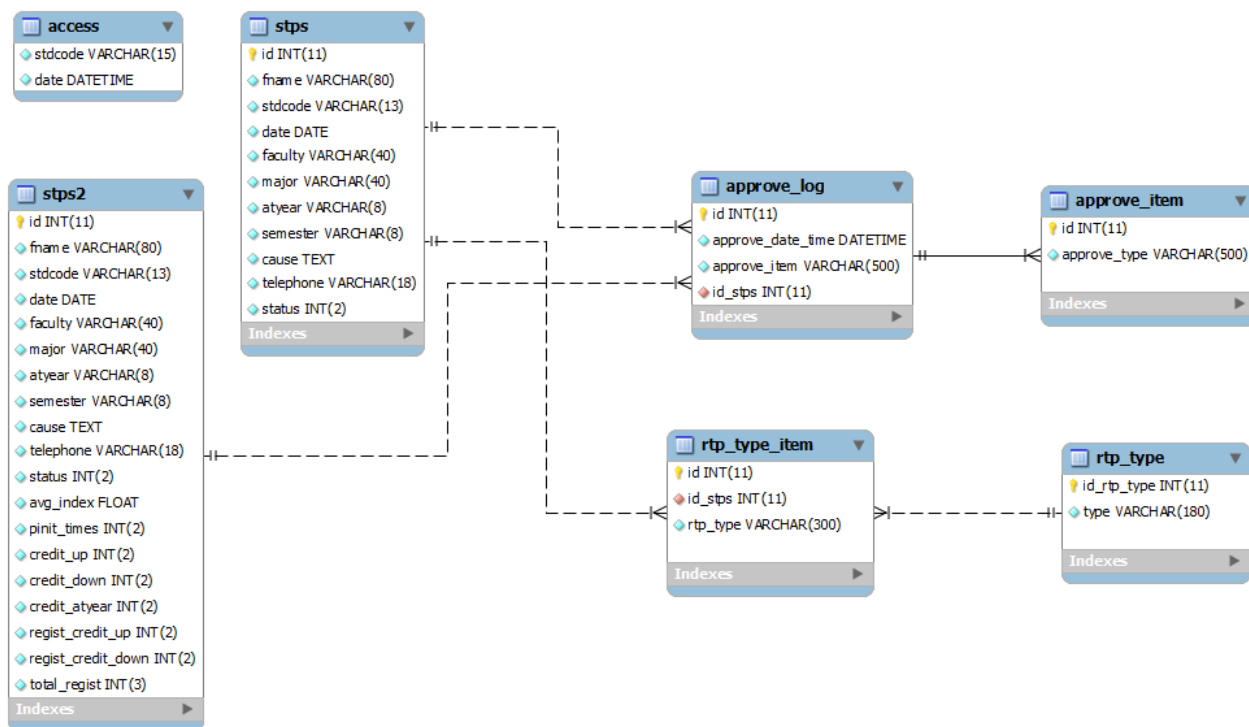 access
stdcode VARCHAR(15)
date DATETIME
stps
id INT(11)
fname VARCHAR(80)
stdcode VARCHAR(13)
date DATE
faculty VARCHAR(40)
major VARCHAR(40)
atyear VARCHAR(8)
semester VARCHAR(8)
cause TEXT
telephone VARCHAR(18)
status INT(2)
Indexes
stps2
id INT(11)
fname VARCHAR(80)
stdcode VARCHAR(13)
date DATE
faculty VARCHAR(40)
major VARCHAR(40)
atyear VARCHAR(8)
semester VARCHAR(8)
cause TEXT
telephone VARCHAR(18)
status INT(2)
avg_index FLOAT
pinit_times INT(2)
credit_up INT(2)
credit_down INT(2)
credit_atyear INT(2)
regist_credit_up INT(2)
regist_credit_down INT(2)
total_regist INT(3)
Indexes
approve_log
id INT(11)
approve_date_time DATETIME
approve_item VARCHAR(500)
id_stps INT(11)
Indexes
approve_item
id INT(11)
approve_type VARCHAR(500)
Indexes
rtp_type_item
id INT(11)
id_stps INT(11)
rtp_type VARCHAR(300)
Indexes
rtp_type
id_rtp_type INT(11)
type VARCHAR(180)
Indexes